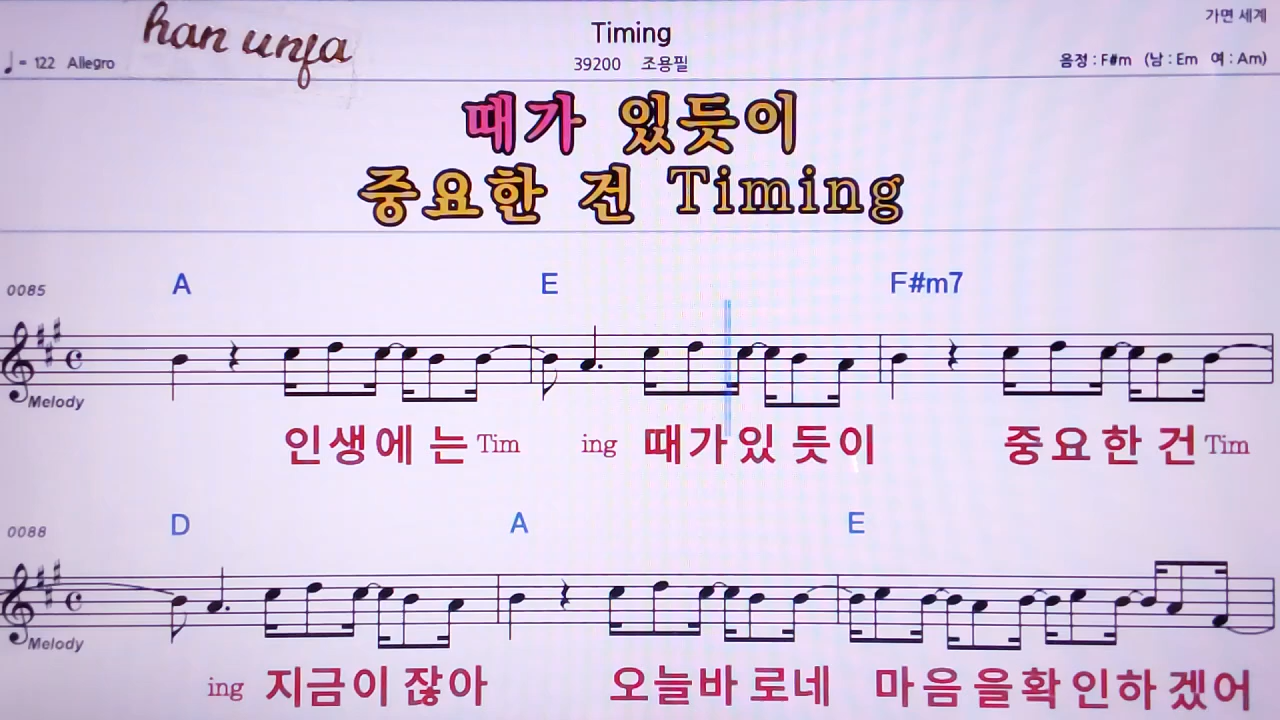 han unfa
Timing
가면 세계
♩= 122 Allegro
39200 조용필
음정 : F#m (남 : Em 여 : Am)
때가 있듯이
중요한 건 Timing
0085 A E F#m7
Melody
인생에 는 Tim ing 때가있 듯이 중요한 건 Tim
0088 D A E
Melody
ing 지금이 잖아 오늘바 로네 마음을확 인하 겠어